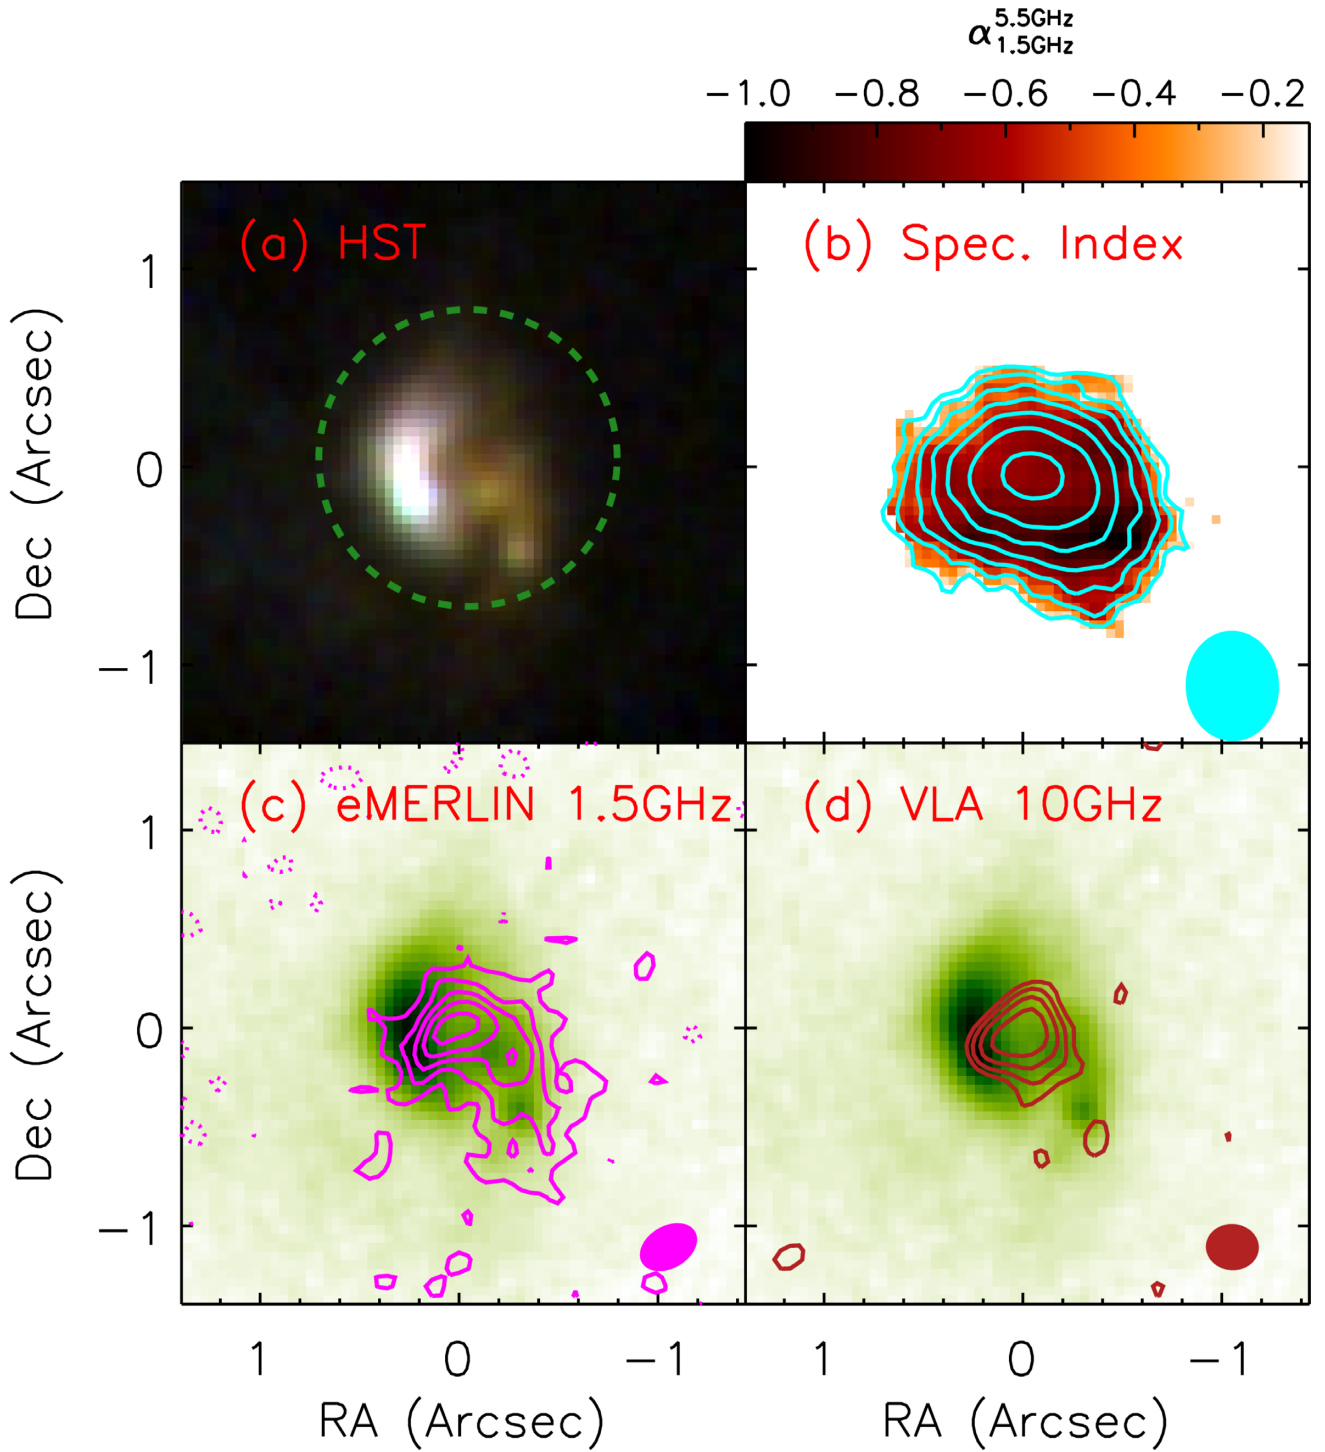 α 5.5GHz 1.5GHz
−1.0 −0.8 −0.6 −0.4 −0.2
(a) HST
(b) Spec. Index
1
0
−1
Dec (Arcsec)
(c) eMERLIN 1.5GHz
(d) VLA 10GHz
1
0
−1
Dec (Arcsec)
1 0 −1
1 0 −1
RA (Arcsec)
RA (Arcsec)